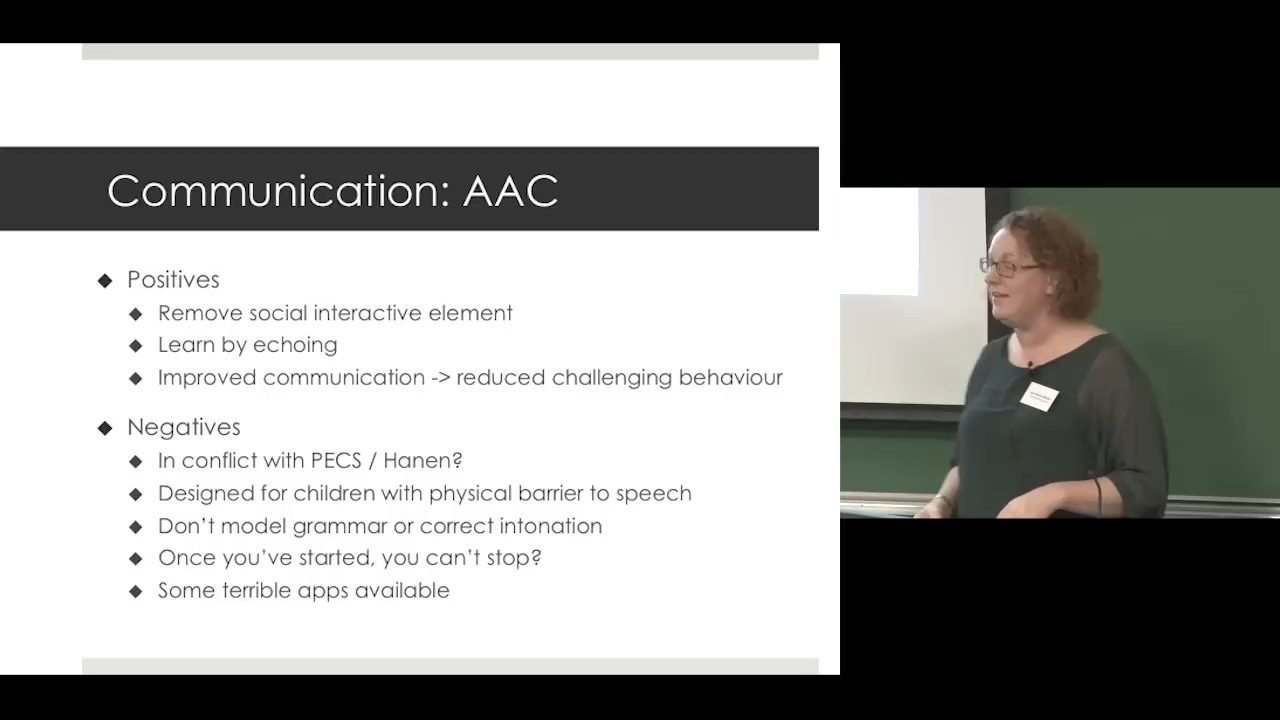 Communication: AAC
Positives
Remove social interactive element
Learn by echoing
Improved communication -> reduced challenging behaviour
Negatives
In conflict with PECS / Hanen?
Designed for children with physical barrier to speech
Don't model grammar or correct intonation
Once you've started, you can't stop?
Some terrible apps available